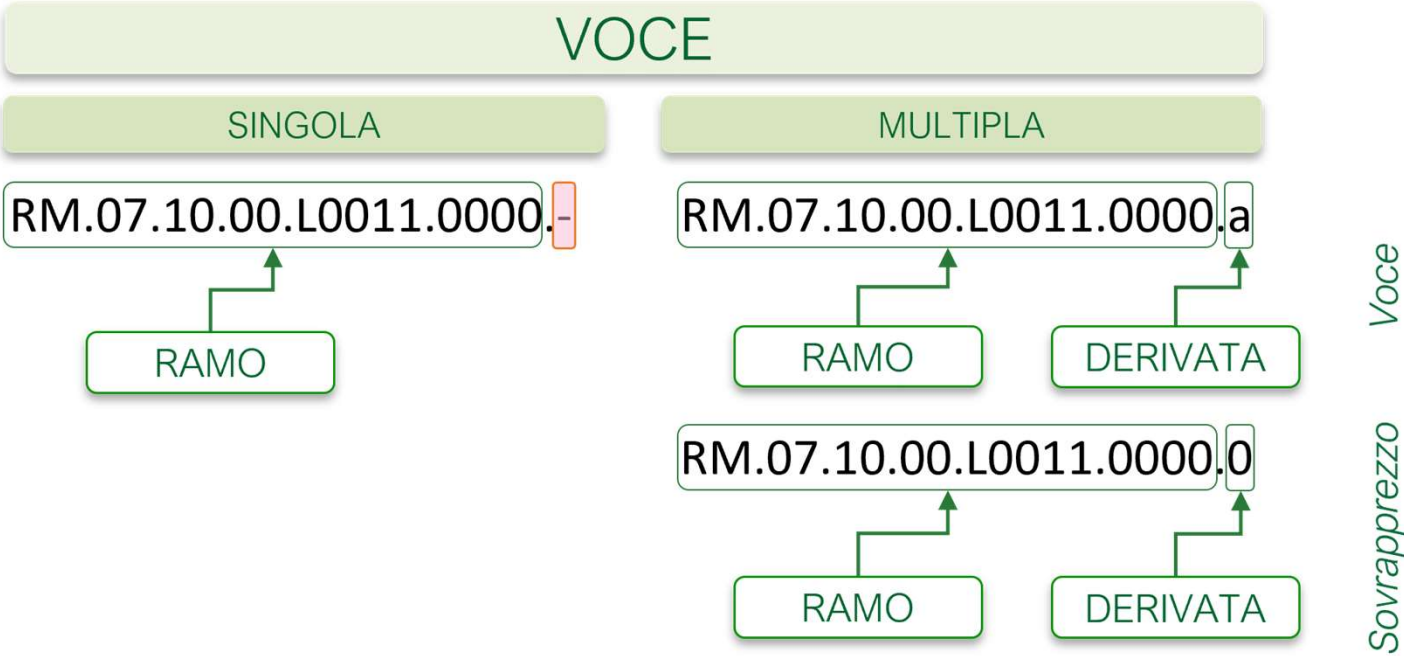 VOCE
SINGOLA
MULTIPLA
RM.07.10.00.L0011.0000.-
RAMO
RM.07.10.00.L0011.0000.a
RAMO
DERIVATA
Voce
RM.07.10.00.L0011.0000.0
RAMO
DERIVATA
Sovrapprezzo